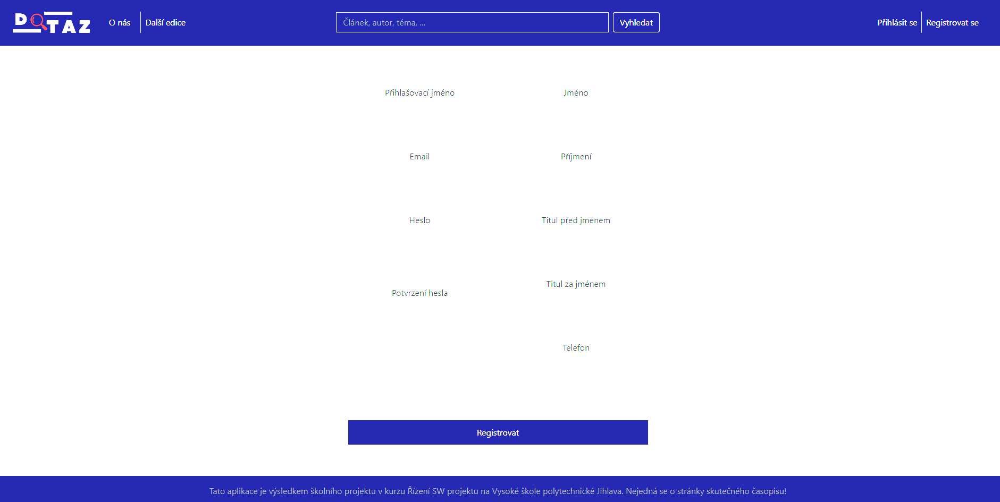 DOTAZ
O nás
Další edice
Článek, autor, téma, ...
Vyhledat
Přihlásit se
Registrovat se
Přihlašovací jméno
Jméno
Email
Příjmení
Heslo
Titul před jménem
Titul za jménem
Potvrzení hesla
Telefon
Registrovat
Tato aplikace je výsledkem školního projektu v kurzu Řízení SW projektu na Vysoké škole polytechnické Jihlava. Nejedná se o stránky skutečného časopisu!